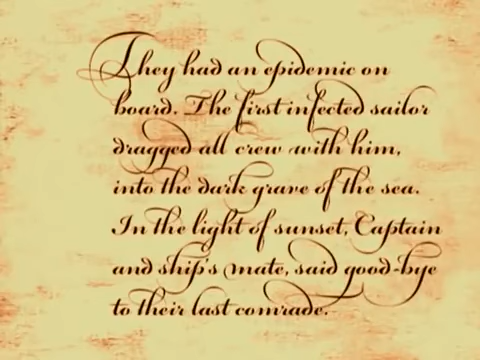 They had an epidemic on
board. The first infected sailor
dragged all crew with him,
into the dark grave of the sea.
In the light of sunset, Captain
and ship's mate, said good-bye
to their last comrade.